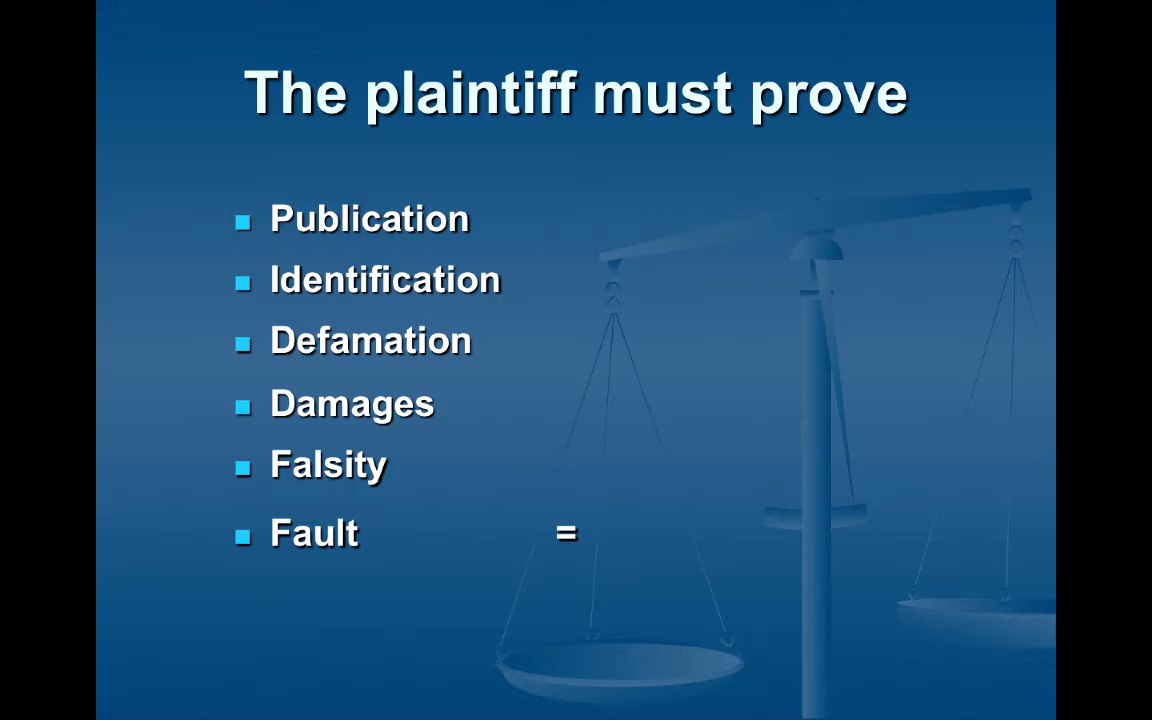 The plaintiff must prove
Publication
Identification
Defamation
Damages
Falsity
Fault =